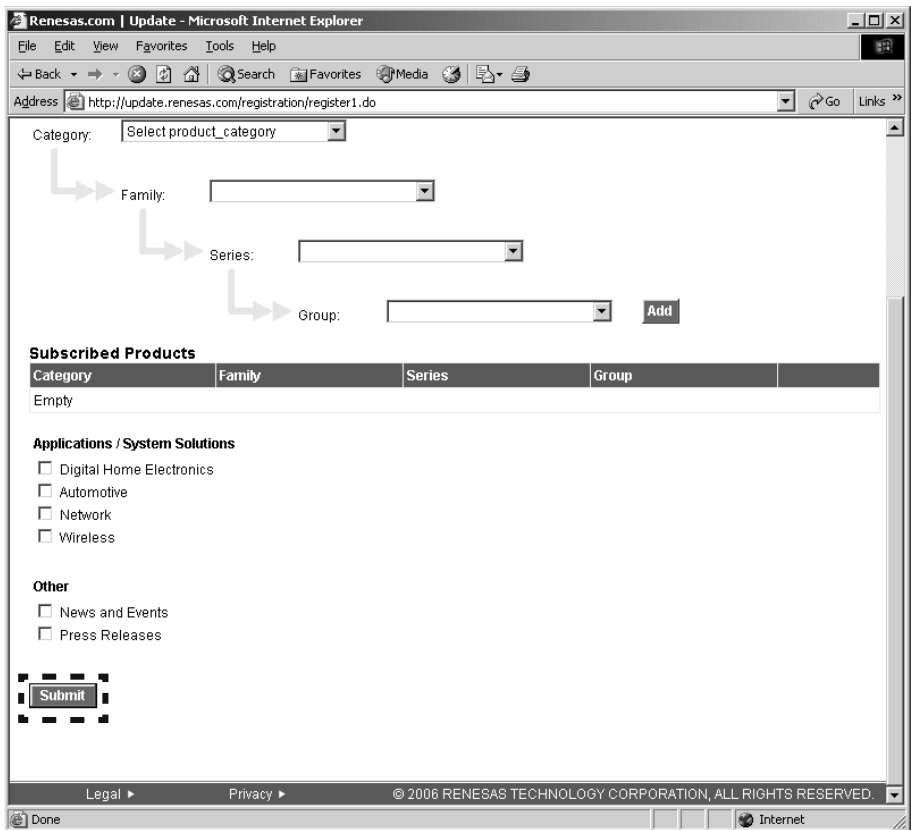 Renesas.com | Update - Microsoft Internet Explorer
File Edit View Favorites Tools Help
Back Search Favorites Media
Address http://update.renesas.com/registration/register1.do Go Links »
Category: Select product_category
Family:
Series:
Group: Add
Subscribed Products
Category Family Series Group
Empty
Applications / System Solutions
Digital Home Electronics
Automotive
Network
Wireless
Other
News and Events
Press Releases
Submit
Legal Privacy © 2006 RENESAS TECHNOLOGY CORPORATION, ALL RIGHTS RESERVED.
Done Internet